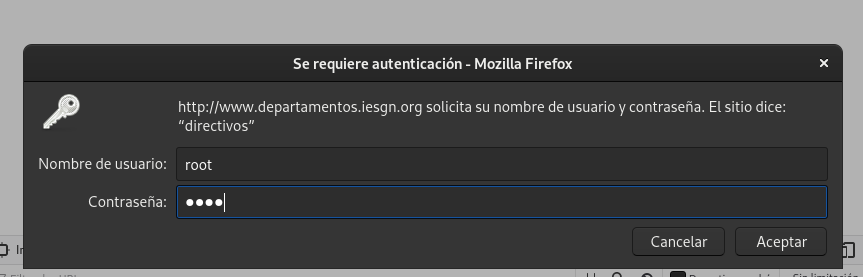 Se requiere autenticación - Mozilla Firefox
×
http://www.departamentos.iesgn.org solicita su nombre de usuario y contraseña. El sitio dice:
“directivos”
Nombre de usuario: root
Contraseña: ●●●●
Cancelar Aceptar